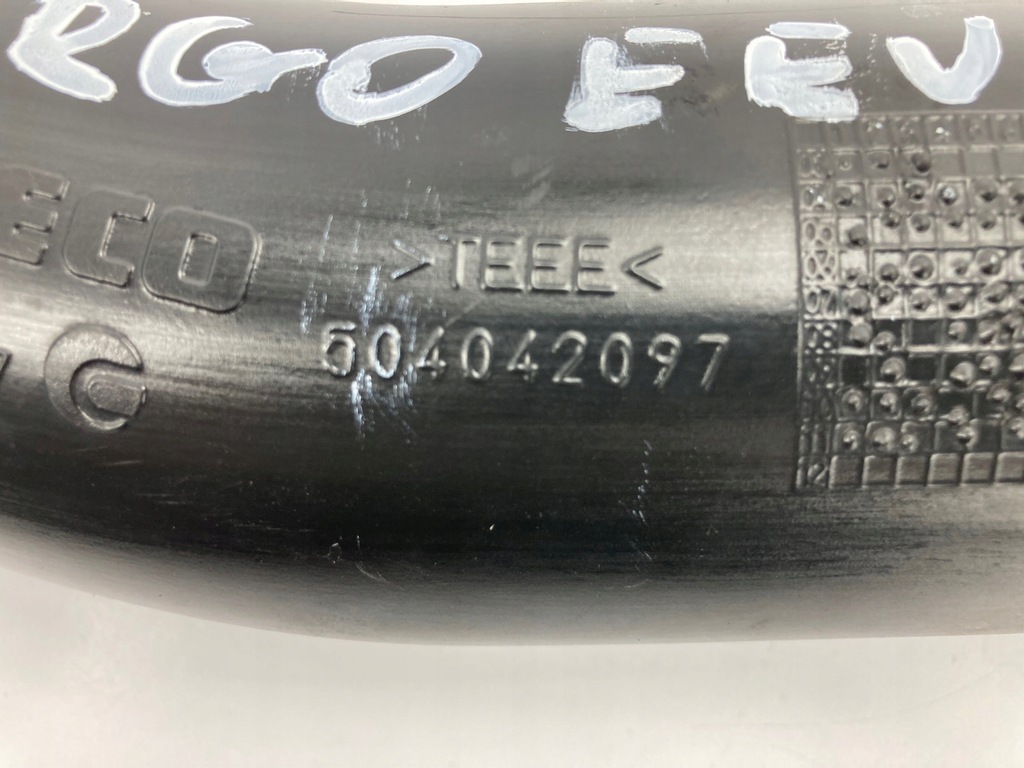 RGO EEV
ECO
>TEEE<
504042097
G